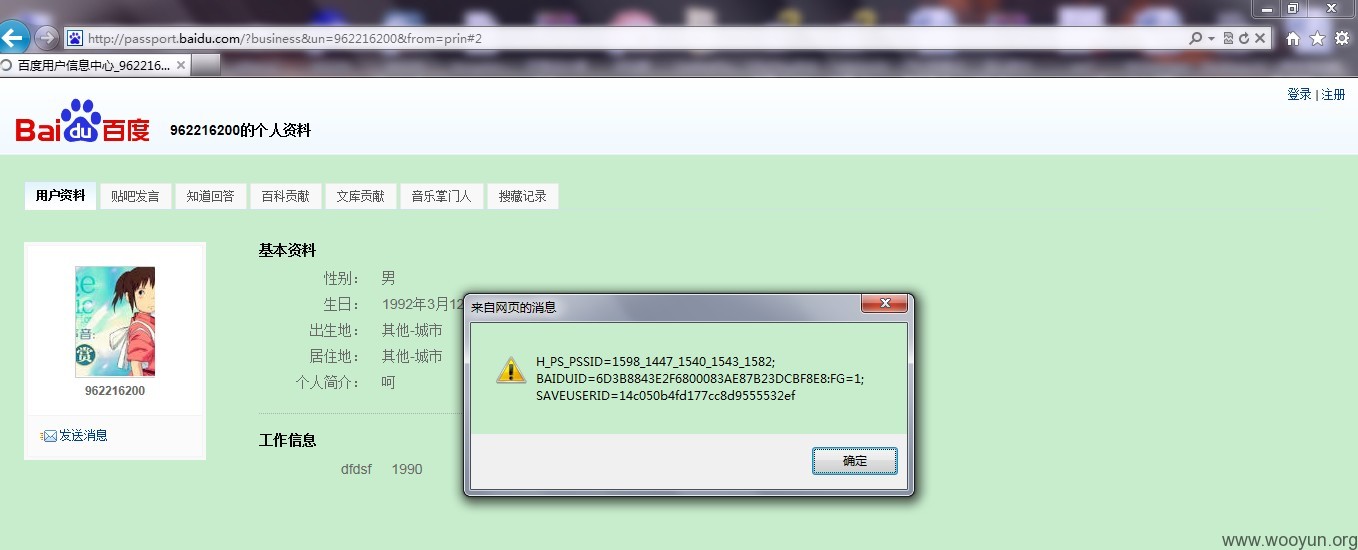 http://passport.baidu.com/?business&un=962216200&from=prin#2
百度用户信息中心_962216...
登录 | 注册
Bai du 百度
962216200的个人资料
用户资料 贴吧发言 知道回答 百科贡献 文库贡献 音乐掌门人 搜藏记录
基本资料
性别： 男
生日： 1992年3月12
出生地： 其他-城市
居住地： 其他-城市
个人简介： 呵
962216200
发送消息
工作信息
dfdsf 1990
来自网页的消息
H_PS_PSSID=1598_1447_1540_1543_1582;
BAIDUID=6D3B8843E2F6800083AE87B23DCBF8E8:FG=1;
SAVEUSERID=14c050b4fd177cc8d9555532ef
确定
www.wooyun.org